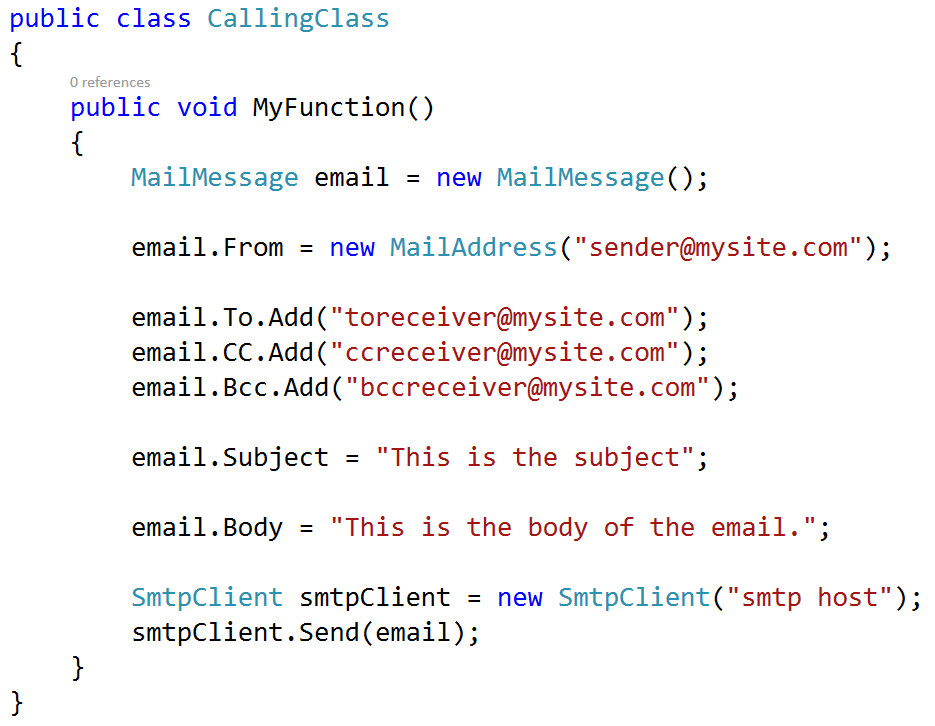 public class CallingClass
{
0 references
public void MyFunction()
{
MailMessage email = new MailMessage();
email.From = new MailAddress("sender@mysite.com");
email.To.Add("toreceiver@mysite.com");
email.CC.Add("ccreceiver@mysite.com");
email.Bcc.Add("bccreceiver@mysite.com");
email.Subject = "This is the subject";
email.Body = "This is the body of the email.";
SmtpClient smtpClient = new SmtpClient("smtp host");
smtpClient.Send(email);
}
}